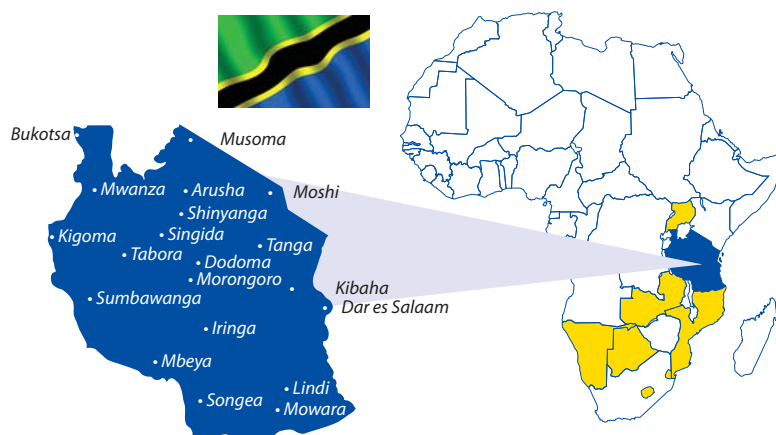 Bukotsa
Musoma
Mwanza
Arusha
Moshi
Shinyanga
Kigoma
Singida
Tanga
Tabora
Dodoma
Morongoro
Kibaha
Sumbawanga
Dar es Salaam
Iringa
Mbeya
Lindi
Songea
Mowara